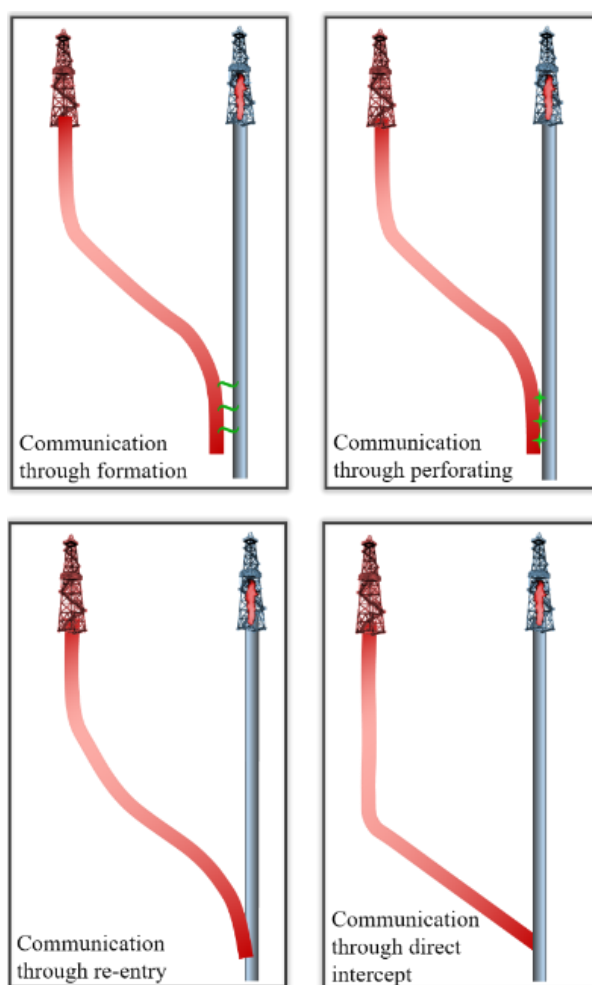 Communication
through formation
Communication
through perforating
Communication
through re-entry
Communication
through direct
intercept